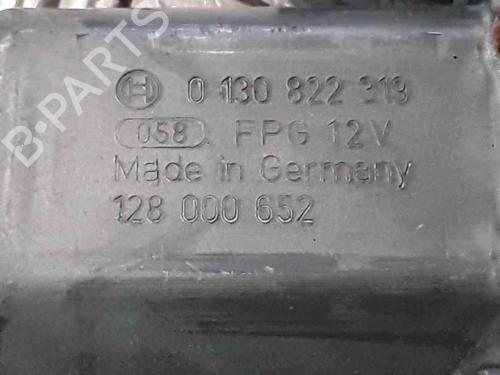 B-PARTS
0 130 822 319
058 FPG 12V
Made in Germany
128 000 652